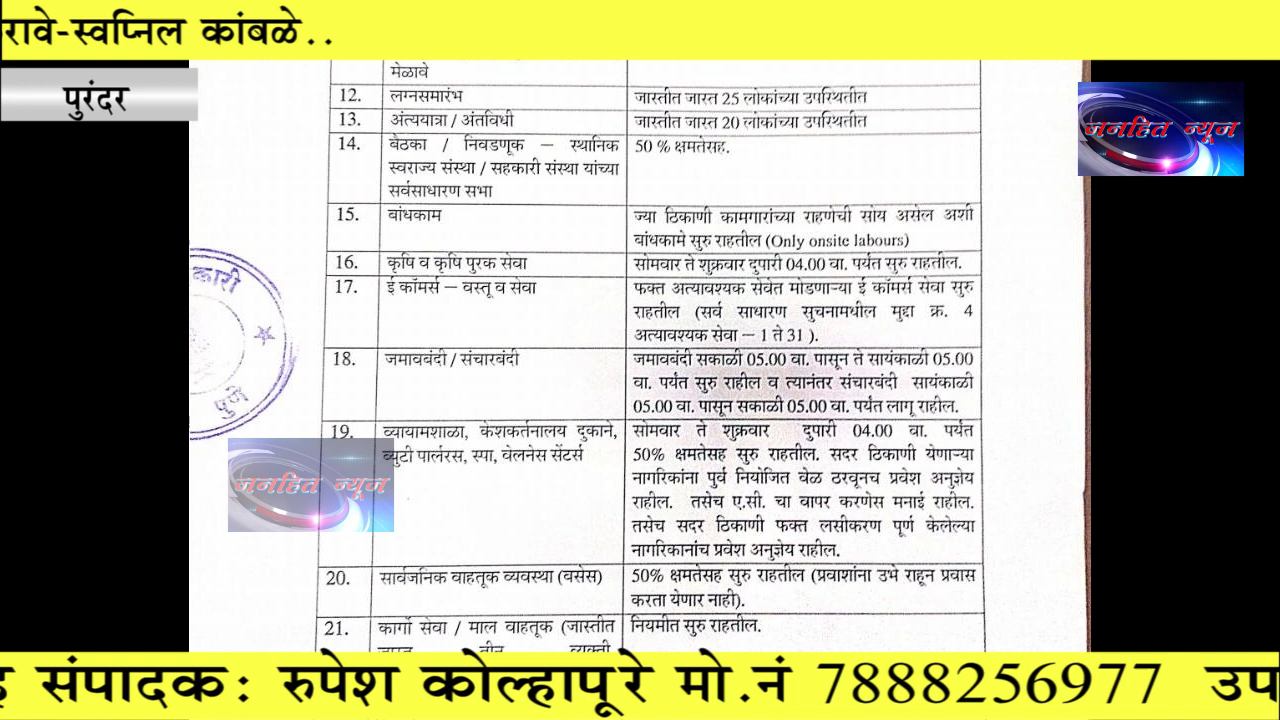 रावे-स्वप्निल कांबळे..
पुरंदर
जनहित न्यूज
मेळावे
12. लग्नसमारंभ जास्तीत जास्त 25 लोकांच्या उपस्थितीत
13. अंत्ययात्रा / अंतविधी जास्तीत जास्त 20 लोकांच्या उपस्थितीत
14. बैठका / निवडणूक – स्थानिक 50 % क्षमतेसह.
स्वराज्य संस्था / सहकारी संस्था यांच्या
सर्वसाधारण सभा
15. बांधकाम ज्या ठिकाणी कामगारांच्या राहणेची सोय असेल अशी
बांधकामे सुरु राहतील (Only onsite labours)
16. कृषि व कृषि पुरक सेवा सोमवार ते शुक्रवार दुपारी 04.00 वा. पर्यंत सुरु राहतील.
17. ई कॉमर्स – वस्तू व सेवा फक्त अत्यावश्यक सेवेत मोडणाऱ्या ई कॉमर्स सेवा सुरु
राहतील (सर्व साधारण सुचनामधील मुद्दा क्र. 4
अत्यावश्यक सेवा – 1 ते 31 ).
18. जमावबंदी / संचारबंदी जमावबंदी सकाळी 05.00 वा. पासून ते सायंकाळी 05.00
वा. पर्यंत सुरु राहील व त्यानंतर संचारबंदी सायंकाळी
05.00 वा. पासून सकाळी 05.00 वा. पर्यंत लागू राहील.
19. व्यायामशाळा, केशकर्तनालय दुकाने, सोमवार ते शुक्रवार दुपारी 04.00 वा. पर्यंत
ब्युटी पार्लरस, स्पा, वेलनेस सेंटर्स 50% क्षमतेसह सुरु राहतील. सदर ठिकाणी येणाऱ्या
नागरिकांना पुर्व नियोजित वेळ ठरवूनच प्रवेश अनुज्ञेय
राहील. तसेच ए.सी. चा वापर करणेस मनाई राहील.
तसेच सदर ठिकाणी फक्त लसीकरण पूर्ण केलेल्या
नागरिकानांच प्रवेश अनुज्ञेय राहील.
20. सार्वजनिक वाहतूक व्यवस्था (बसेस) 50% क्षमतेसह सुरु राहतील (प्रवाशांना उभे राहून प्रवास
करता येणार नाही).
21. कार्गो सेवा / माल वाहतूक (जास्तीत नियमीत सुरु राहतील.
कारी
पुणे
जनहित न्यूज
संपादक: रुपेश कोल्हापूरे मो.नं 7888256977 उप